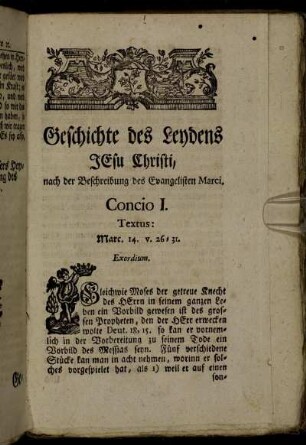 Geschichte des Leydens
JEsu Christi,
nach der Beschreibung des Evangelisten Marci.
Concio I.
Textus:
Marc. 14. v. 26-31.
Exordium.
Gleichwie Moses der getreue Knecht
des HErrn in seinem ganzen Le-
ben ein Vorbild gewesen ist des gros-
sen Propheten, den der HErr erwecken
wolte Deut. 18, 15. so kan er vornem-
lich in der Vorbereitung zu seinem Tode ein
Vorbild des Messias seyn. Fünf verschiedene
Stücke kan man in acht nehmen, worinn er sol-
ches vorgespielet hat, als 1) weil er auf einen
son-